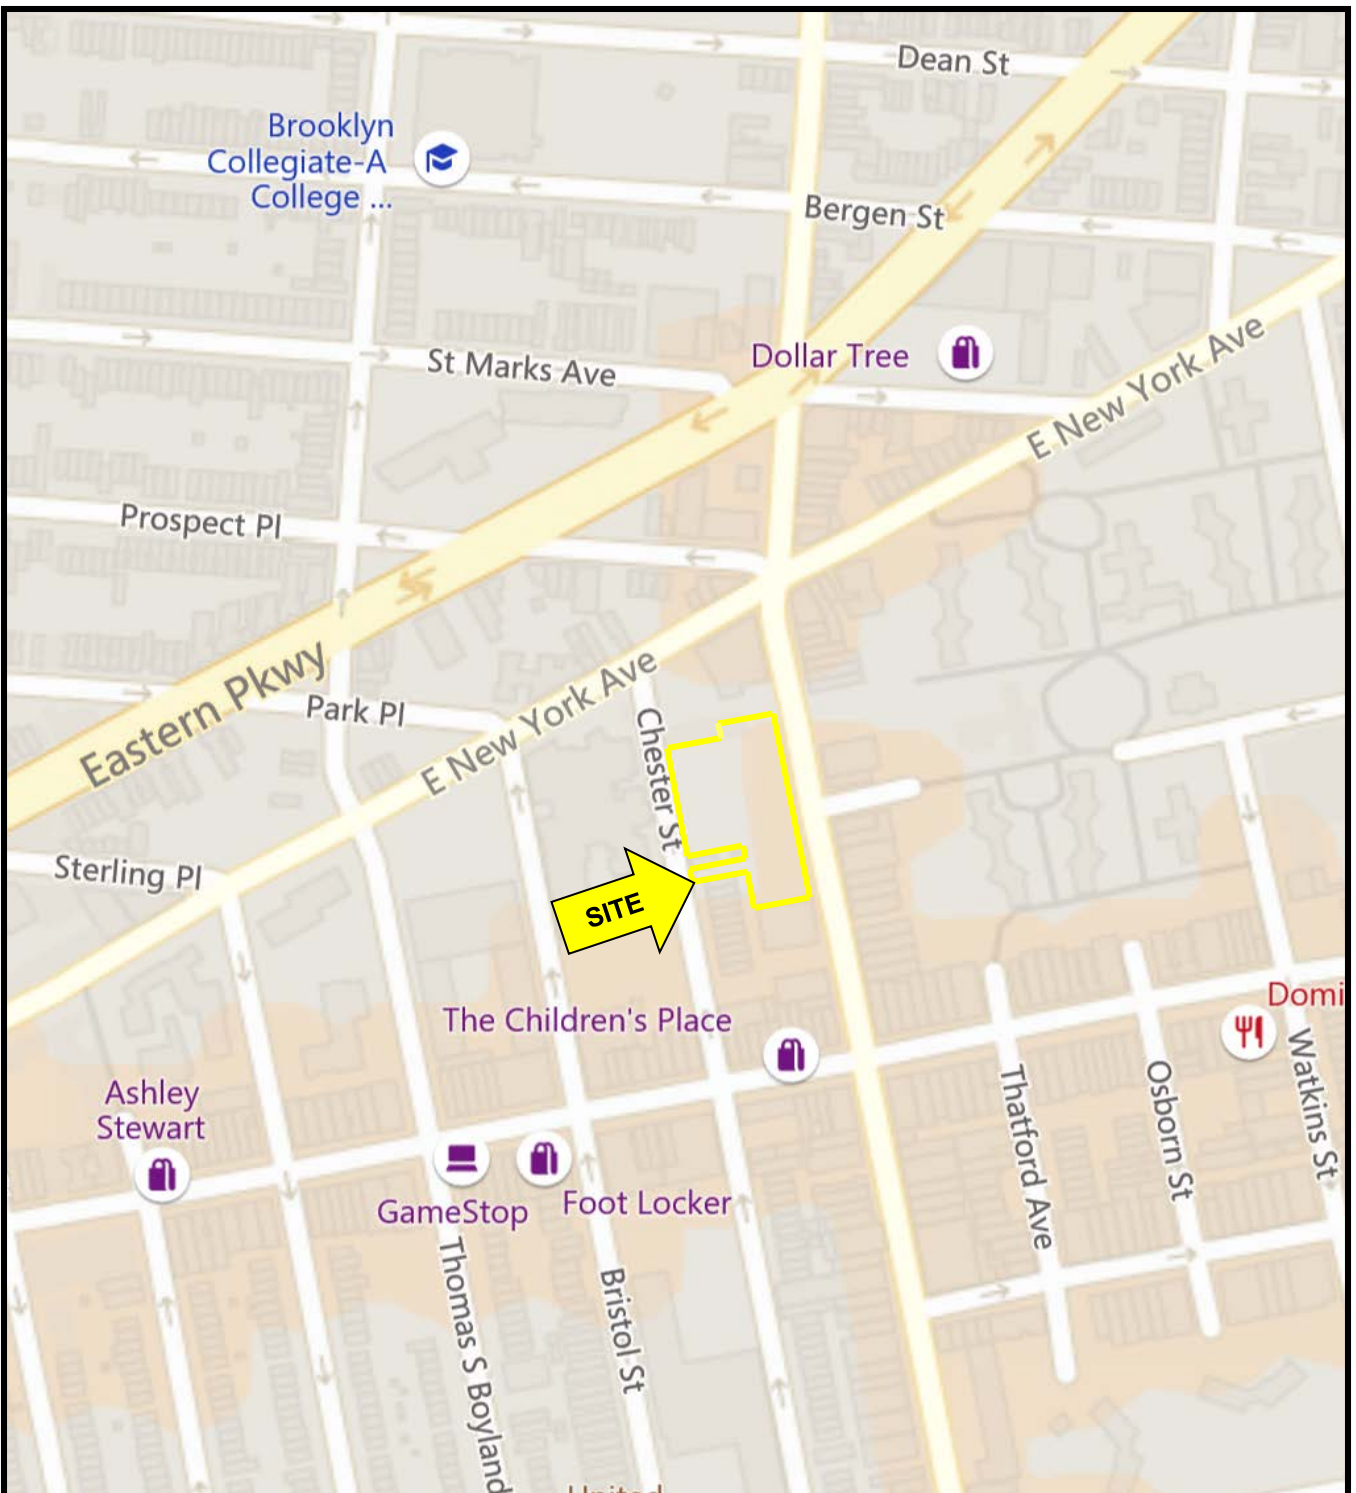 Dean St
Brooklyn
Collegiate-A
College ...
Bergen St
Dollar Tree
St Marks Ave
E New York Ave
Prospect Pl
Eastern Pkwy
Park Pl
E New York Ave
Chester St
Sterling Pl
SITE
The Children's Place
Domi
Ashley
Stewart
Watkins St
Thatford Ave
Osborn St
GameStop
Foot Locker
Thomas S Boyland
Bristol St
United